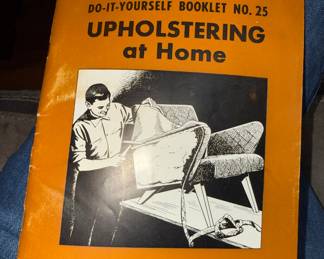 DO-IT-YOURSELF BOOKLET NO. 25
UPHOLSTERING
at Home